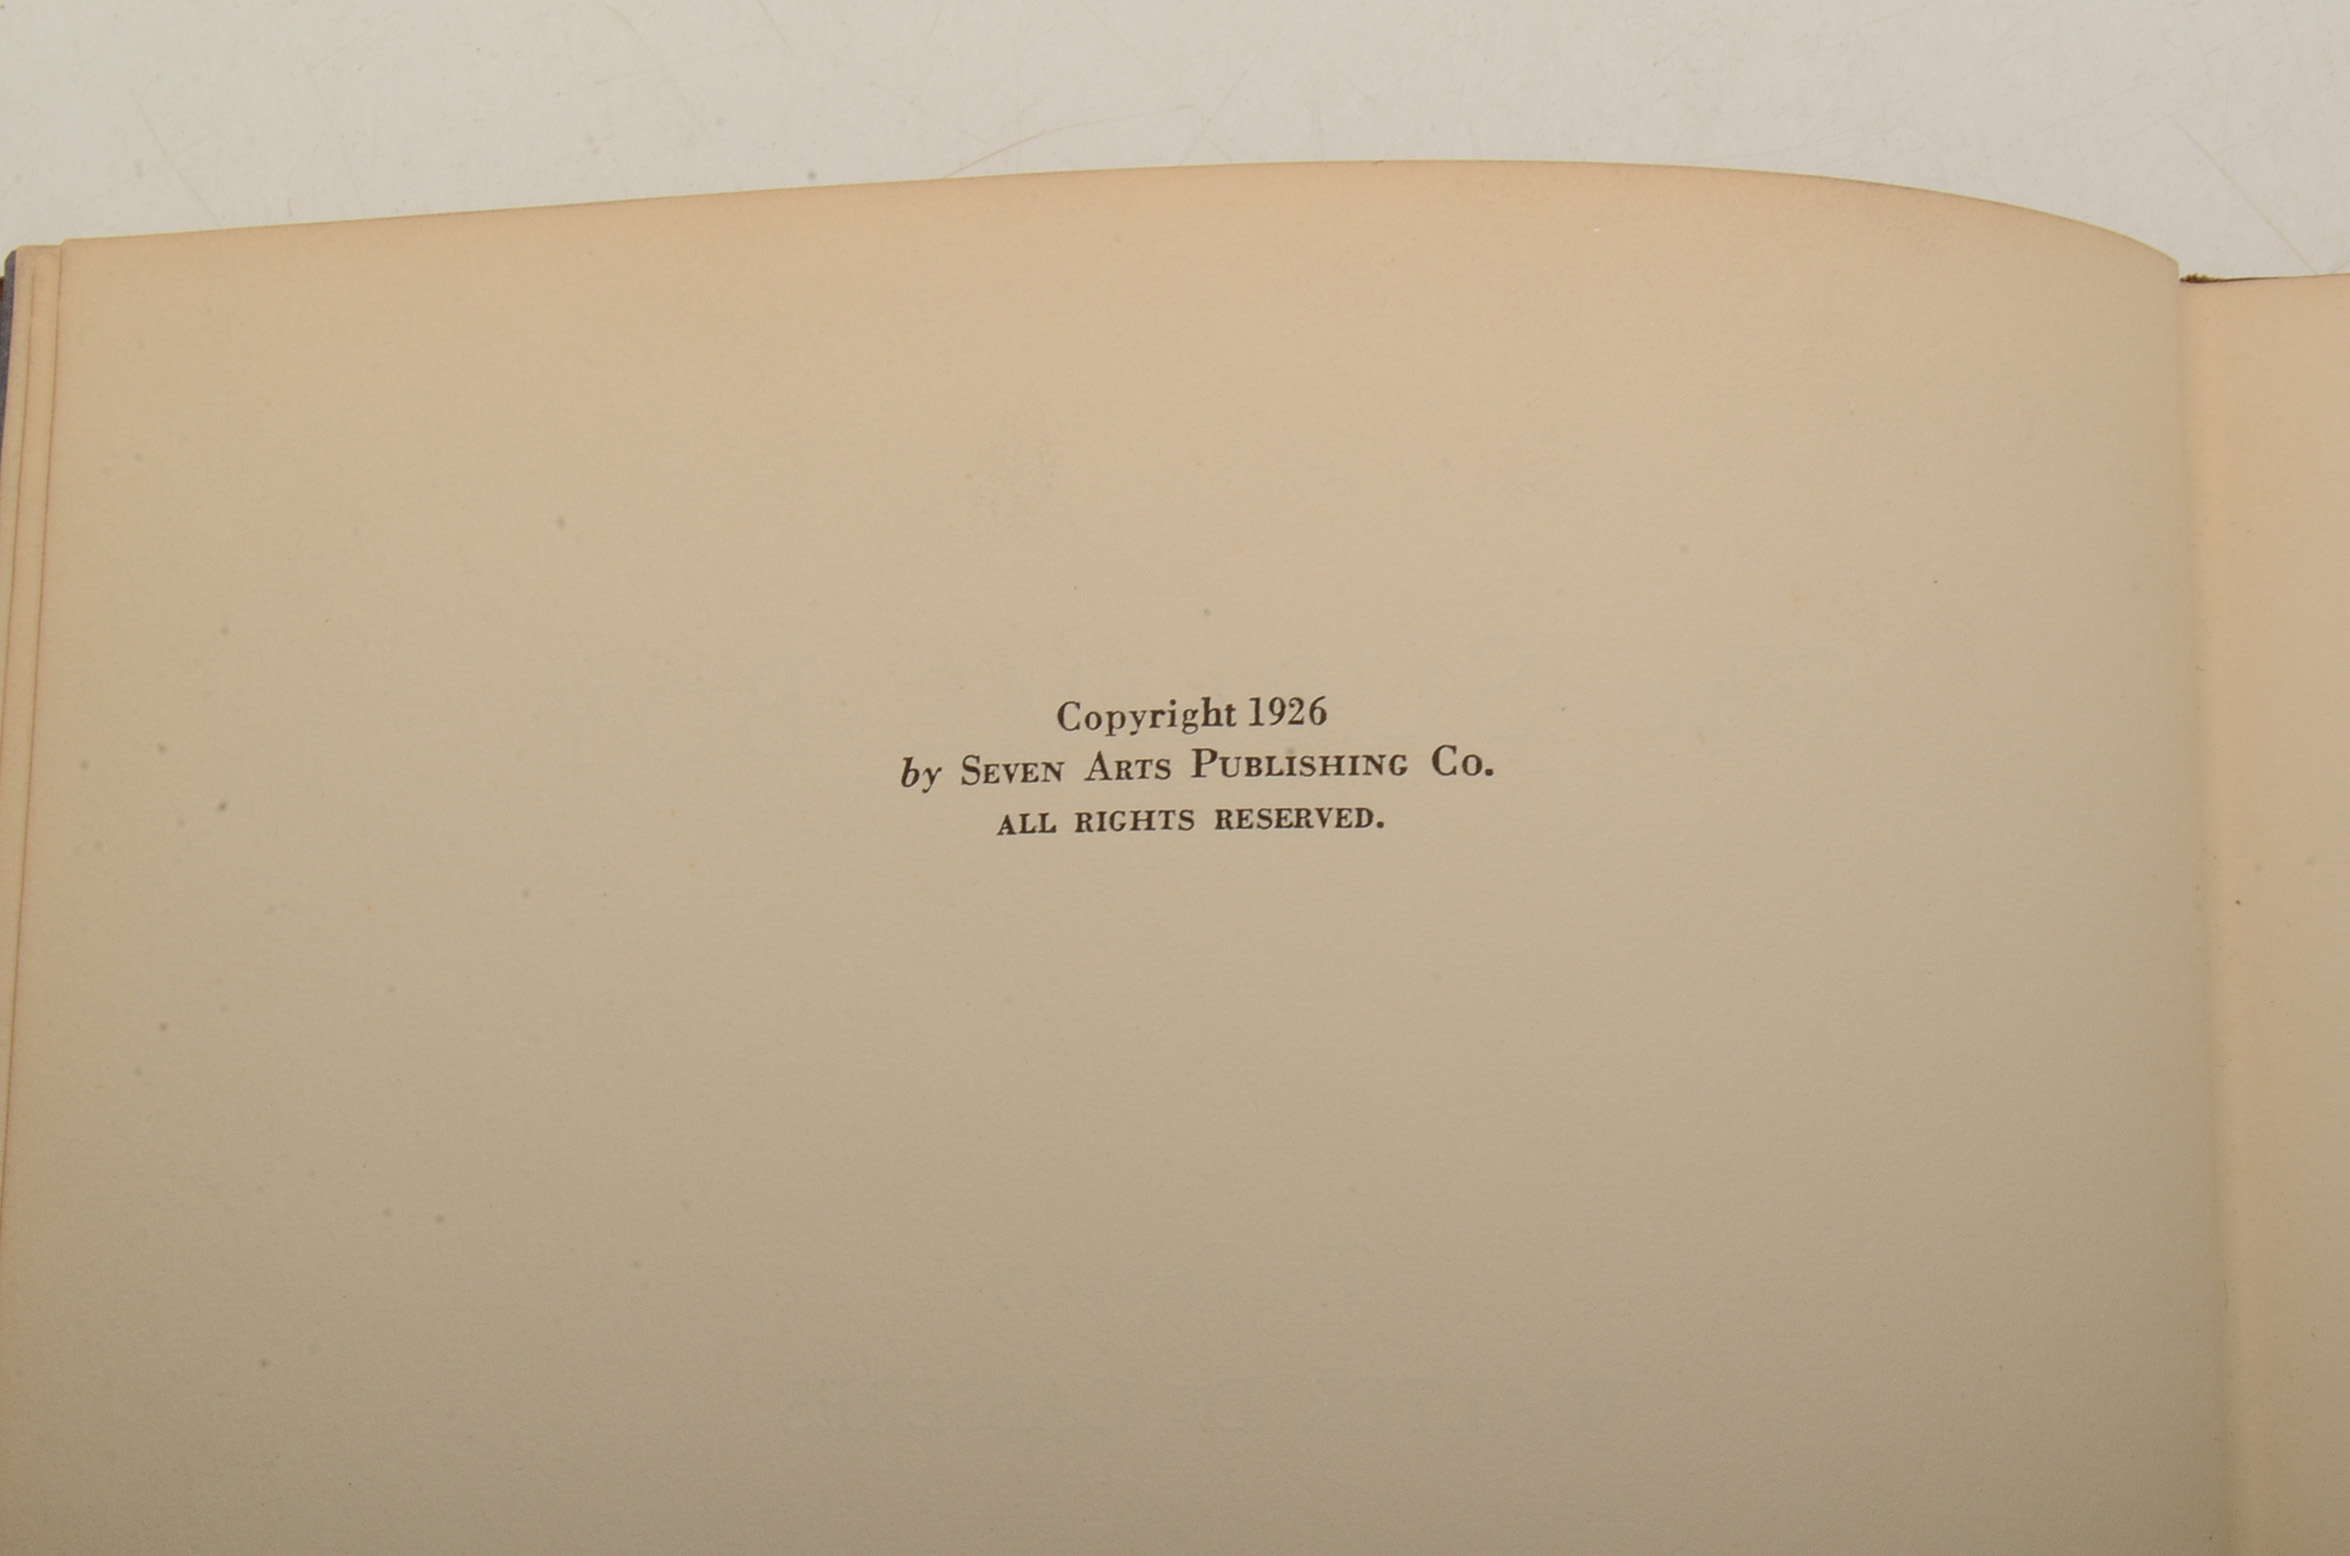 Copyright 1926
by Seven Arts Publishing Co.
ALL RIGHTS RESERVED.